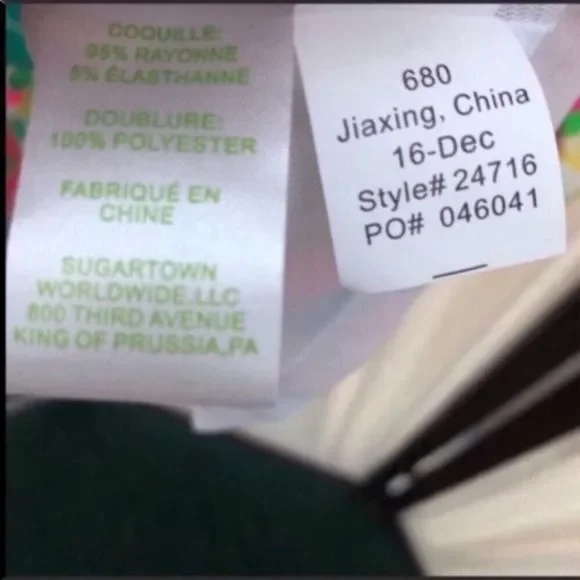 COQUILLE:
95% RAYONNE
5% ÉLASTHANNE
DOUBLURE:
100% POLYESTER
FABRIQUÉ EN
CHINE
SUGARTOWN
WORLDWIDE LLC
800 THIRD AVENUE
KING OF PRUSSIA, PA
680
Jiaxing, China
16-Dec
Style# 24716
PO# 046041